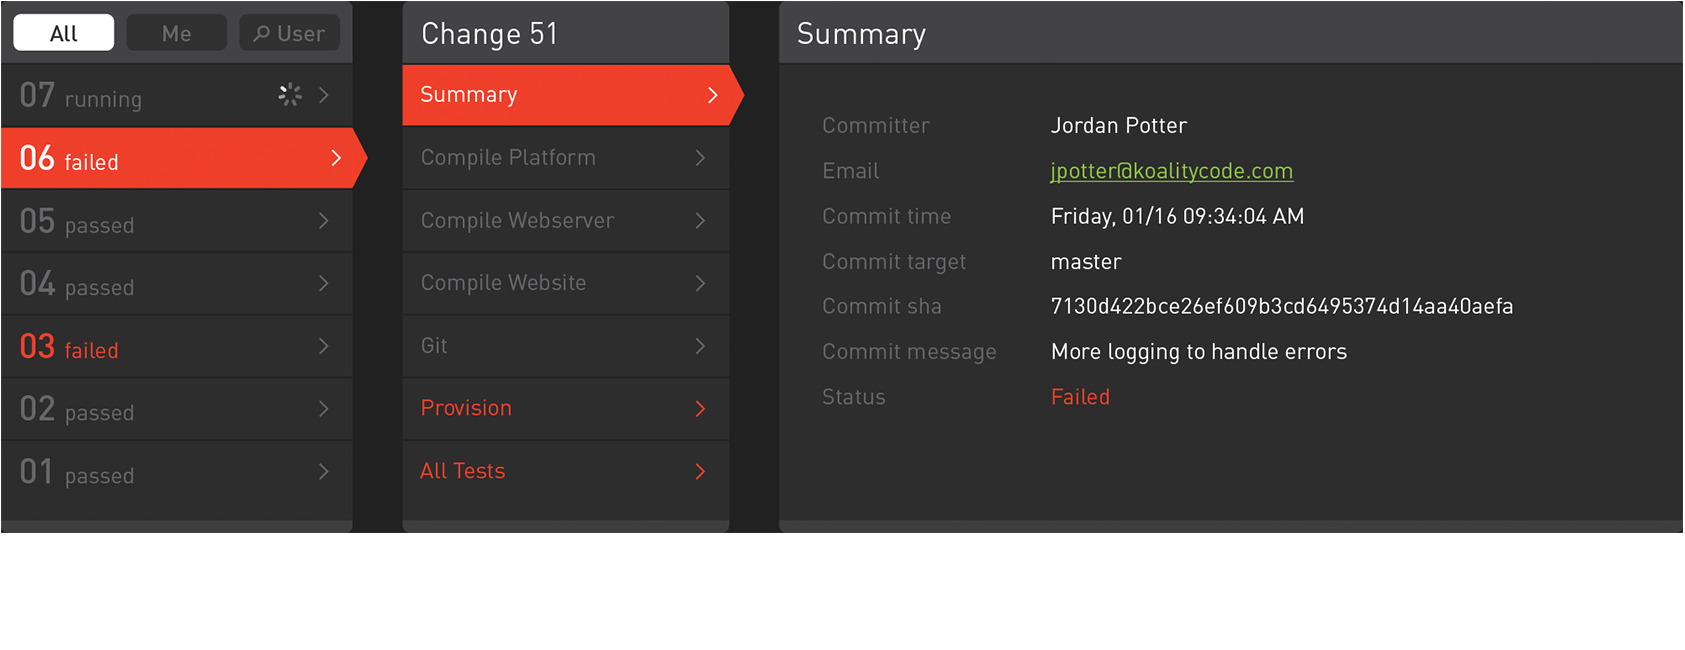 All Me User
07 running
06 failed
05 passed
04 passed
03 failed
02 passed
01 passed
Change 51
Summary
Compile Platform
Compile Webserver
Compile Website
Git
Provision
All Tests
Summary
Committer Jordan Potter
Email jpotter@koalitycode.com
Commit time Friday, 01/16 09:34:04 AM
Commit target master
Commit sha 7130d422bce26ef609b3cd6495374d14aa40aefa
Commit message More logging to handle errors
Status Failed